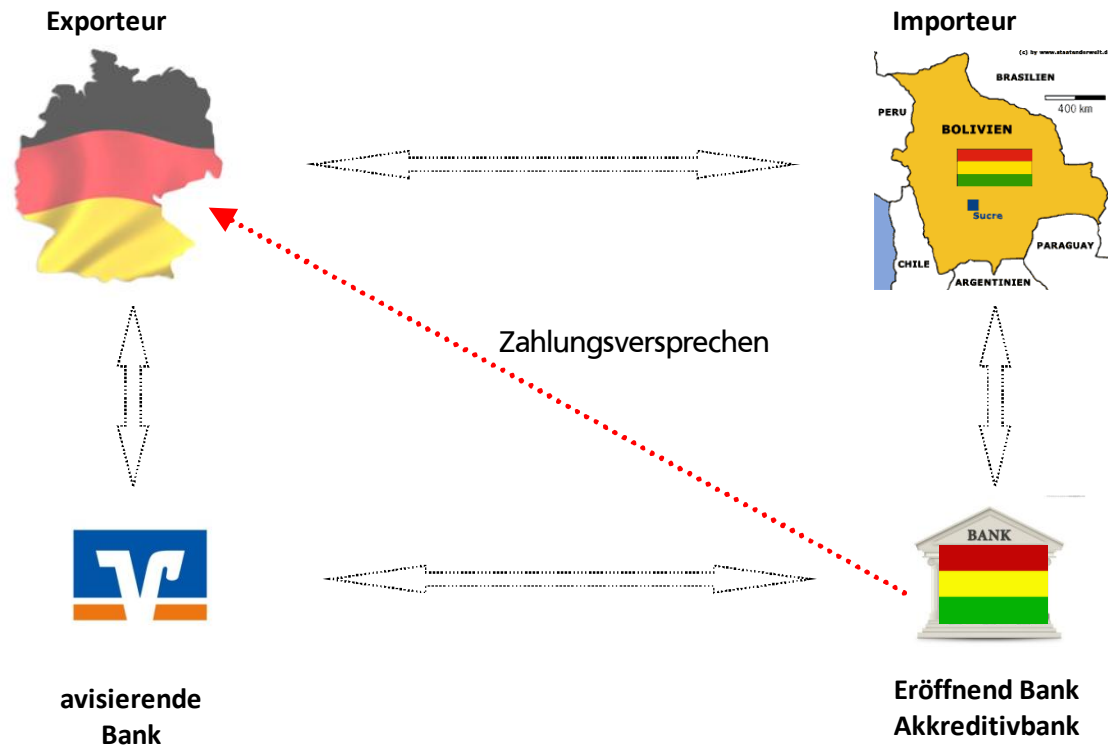 Exporteur
Importeur
(c) by www.staatenderwelt.d
BRASILIEN
PERU
400 km
BOLIVIEN
Sucre
PARAGUAY
CHILE
ARGENTINIEN
Zahlungsversprechen
BANK
avisierende
Bank
Eröffnend Bank
Akkreditivbank